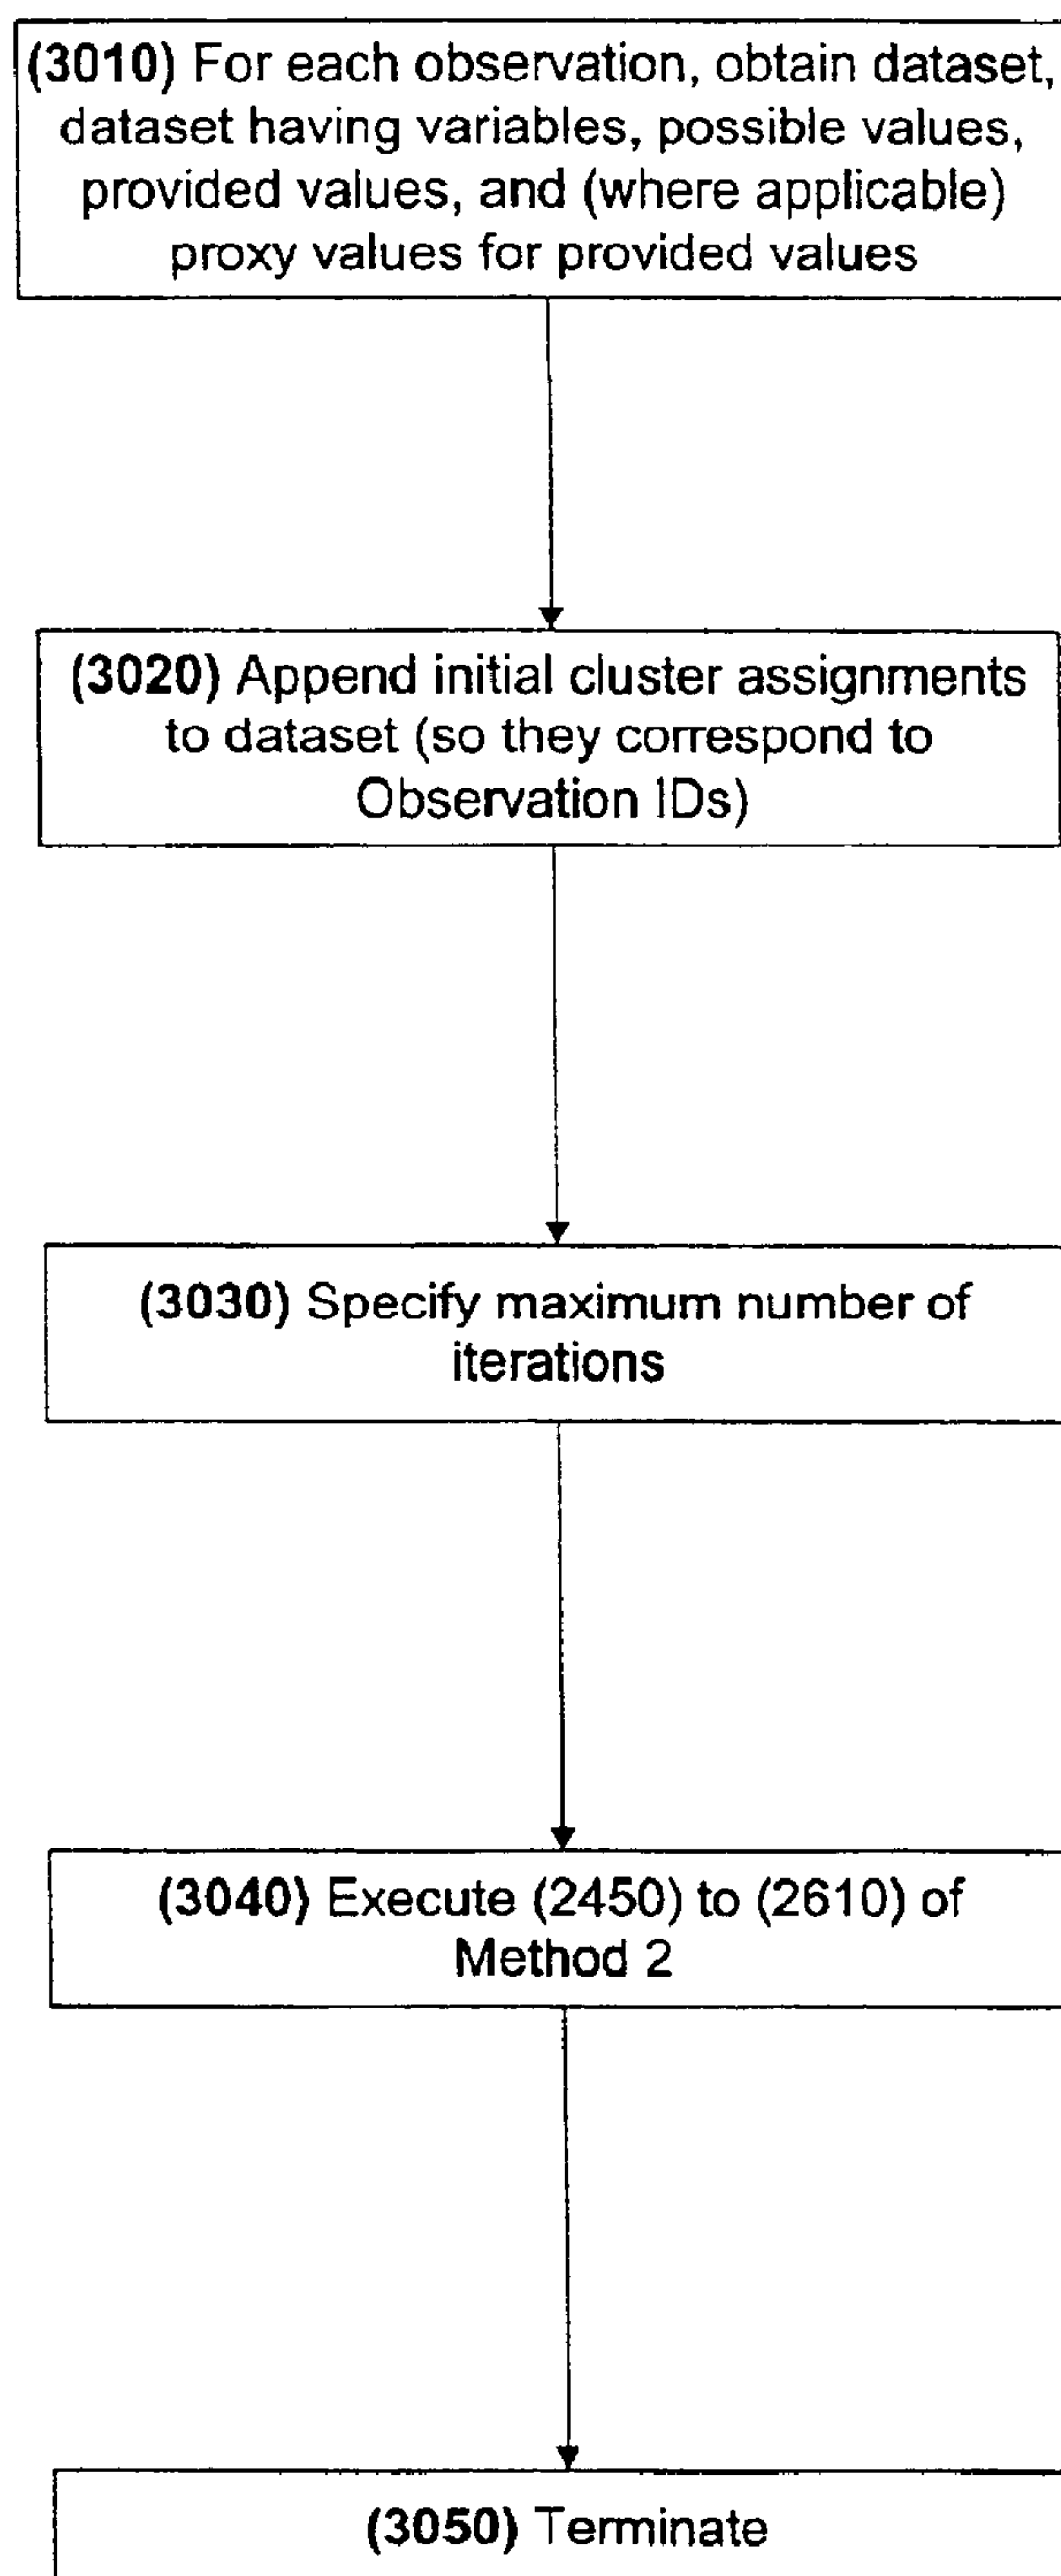 (3010) For each observation, obtain dataset,
dataset having variables, possible values,
provided values, and (where applicable)
proxy values for provided values
(3020) Append initial cluster assignments
to dataset (so they correspond to
Observation IDs)
(3030) Specify maximum number of
iterations
(3040) Execute (2450) to (2610) of
Method 2
(3050) Terminate